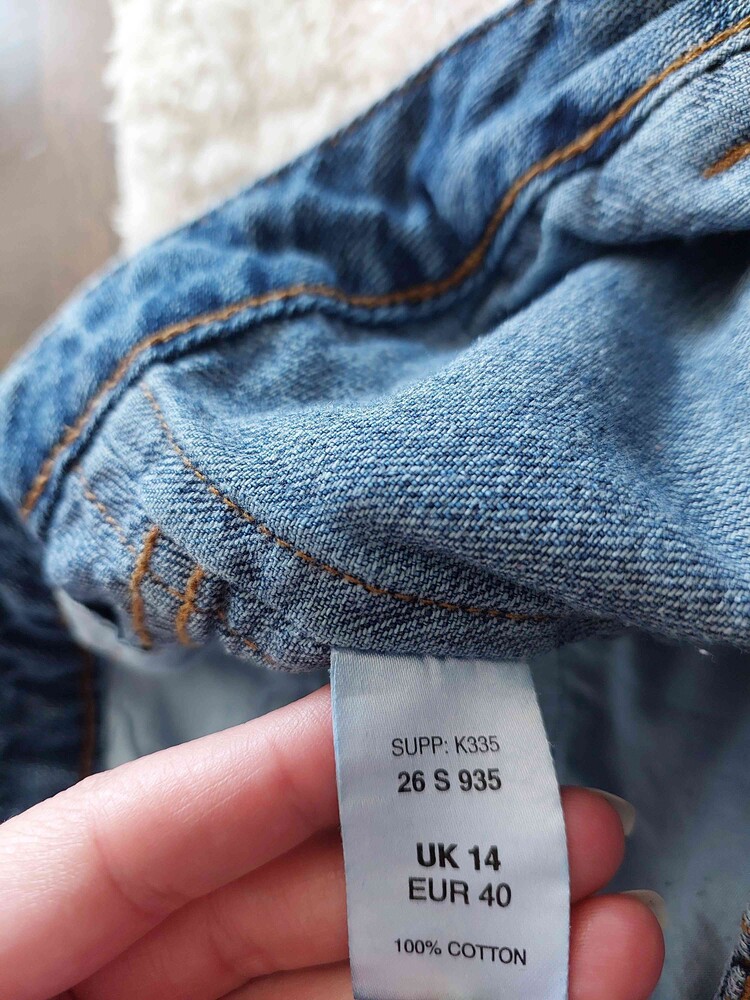 SUPP: K335
26 S 935
UK 14
EUR 40
100% COTTON